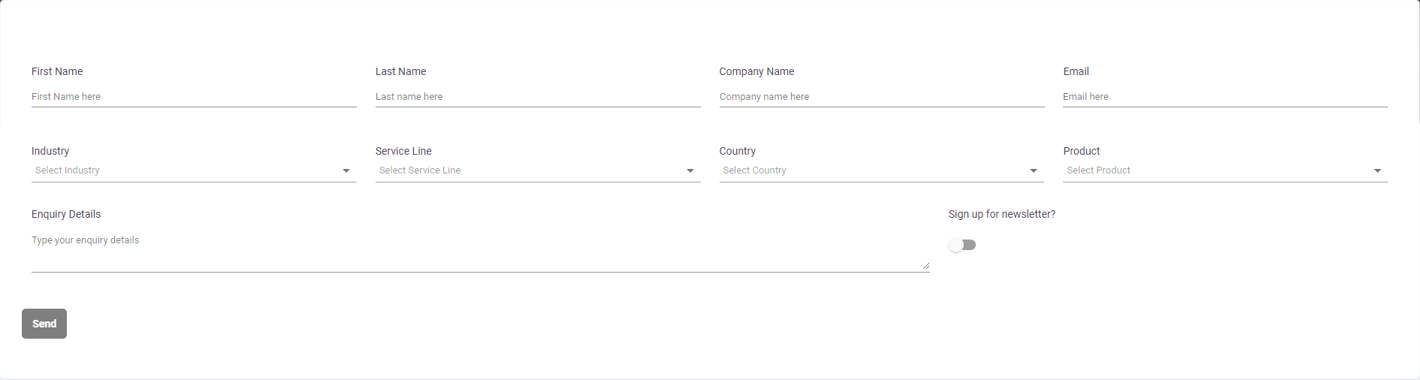 First Name Last Name Company Name Email
First Name here Last name here Company name here Email here
Industry Service Line Country Product
Select Industry Select Service Line Select Country Select Product
Enquiry Details Sign up for newsletter?
Type your enquiry details
Send